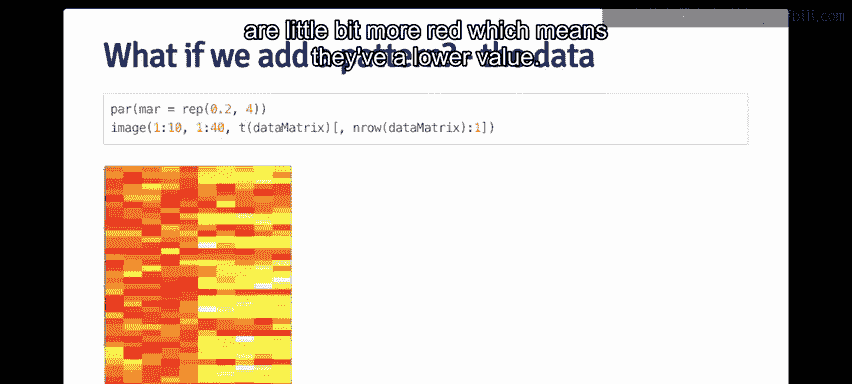 are little bit more red which means
they've a lower value.
What if we add a pattern? - the data
par(mar = rep(0.2, 4))
image(1:10, 1:40, t(dataMatrix)[, nrow(dataMatrix):1])